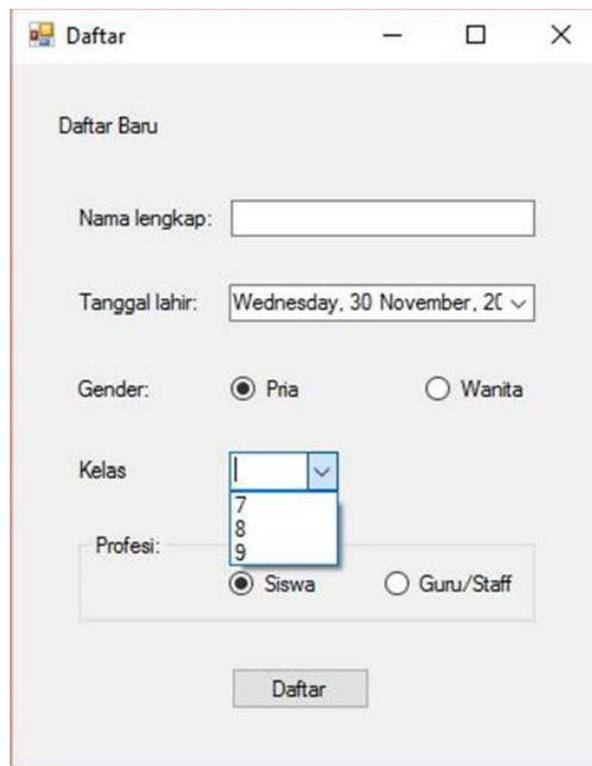 Daftar
Daftar Baru
Nama lengkap:
Tanggal lahir: Wednesday, 30 November, 20
Gender: Pria Wanita
Kelas
7
8
9
Profesi:
Siswa Guru/Staff
Daftar